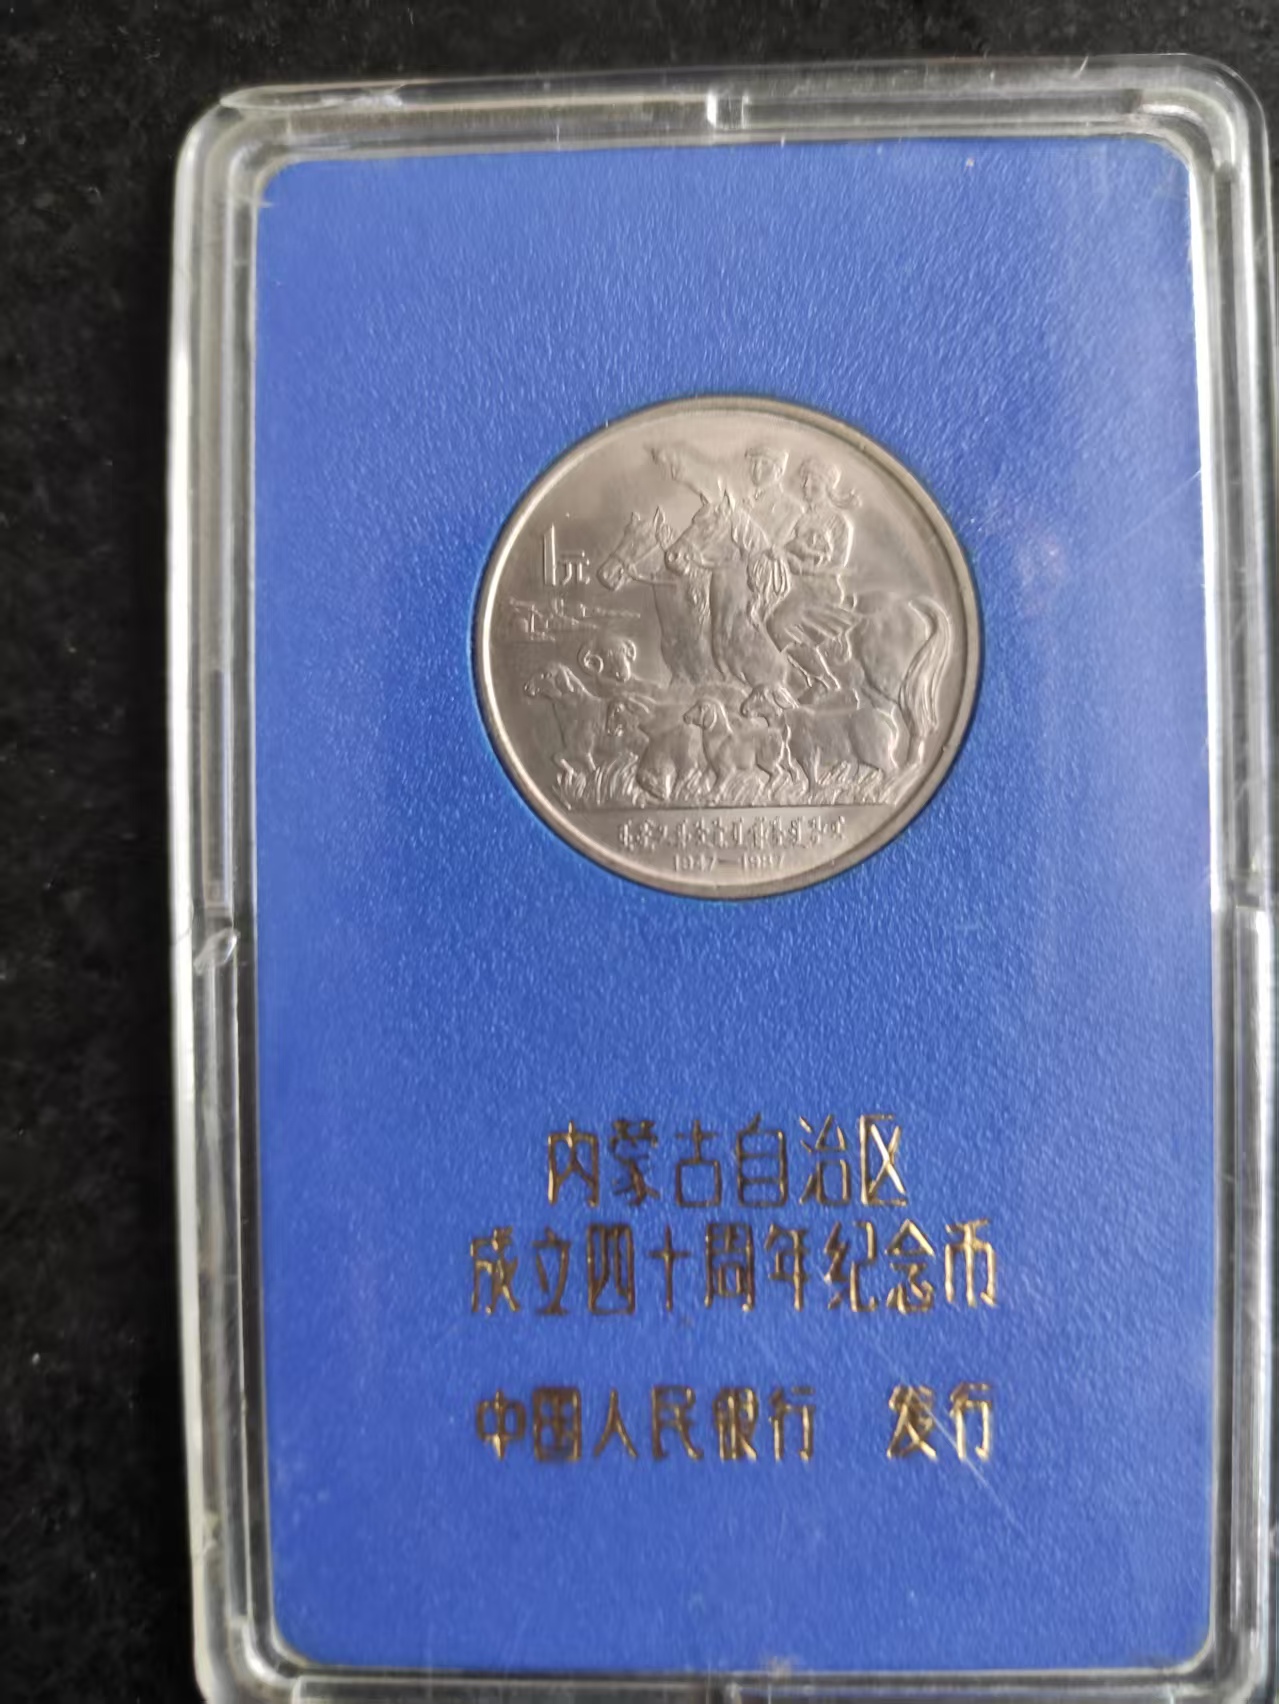 1元
1947—1987
内蒙古自治区
成立四十周年纪念币
中国人民银行 发行